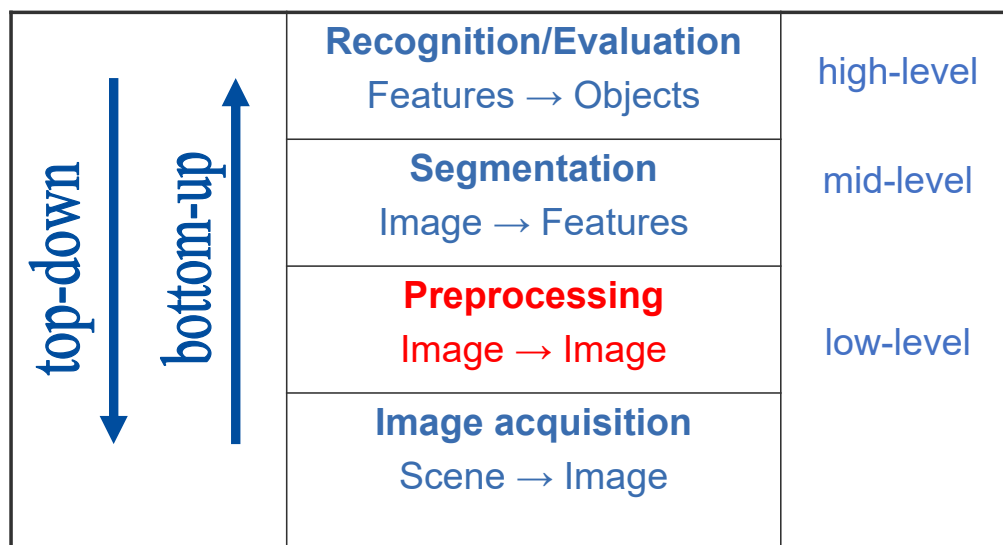 top-down
bottom-up
Recognition/Evaluation
Features → Objects
high-level
Segmentation
Image → Features
mid-level
Preprocessing
Image → Image
low-level
Image acquisition
Scene → Image